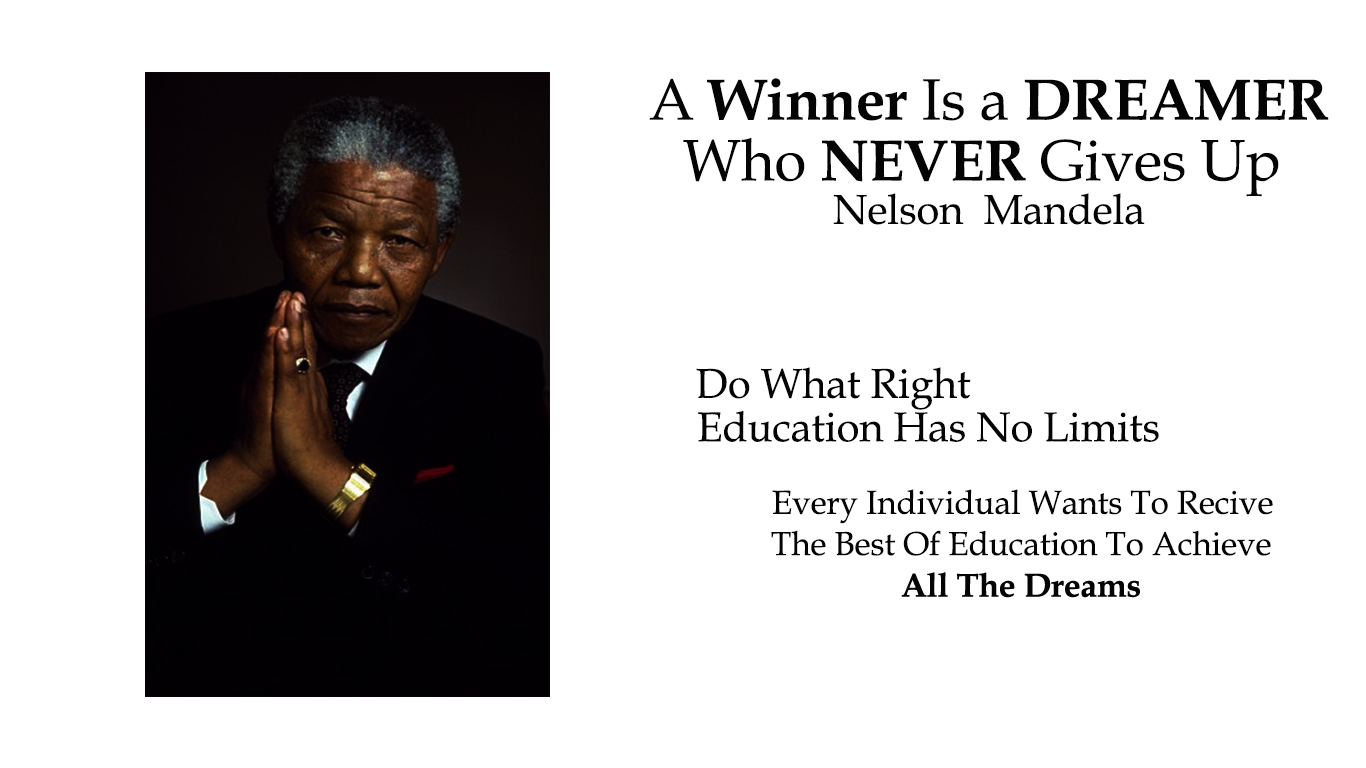 A Winner Is a DREAMER
Who NEVER Gives Up
Nelson Mandela
Do What Right
Education Has No Limits
Every Individual Wants To Recive
The Best Of Education To Achieve
All The Dreams